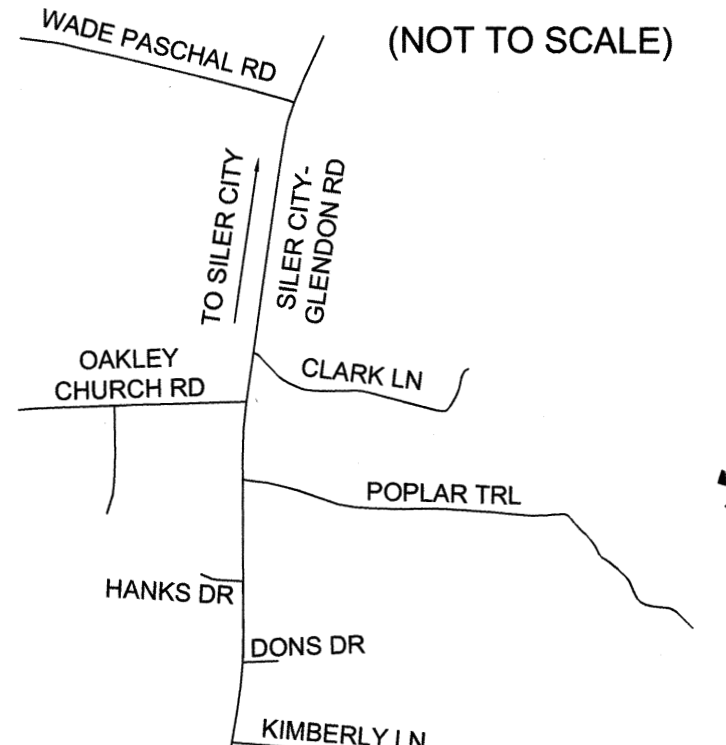 WADE PASCHAL RD
(NOT TO SCALE)
TO SILER CITY
SILER CITY-
GLENDON RD
OAKLEY
CHURCH RD
CLARK LN
POPLAR TRL
HANKS DR
DONS DR
KIMBERLY LN